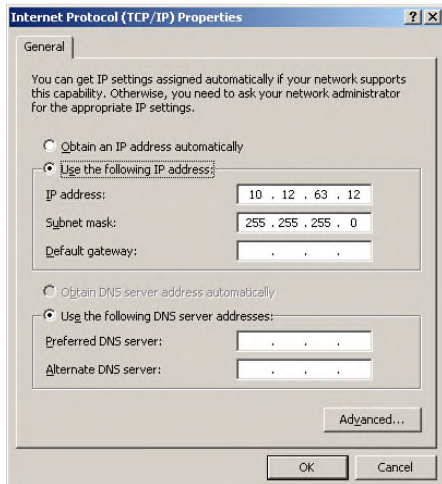 Internet Protocol (TCP/IP) Properties
General
You can get IP settings assigned automatically if your network supports
this capability. Otherwise, you need to ask your network administrator
for the appropriate IP settings.
Obtain an IP address automatically
Use the following IP address:
IP address: 10 . 12 . 63 . 12
Subnet mask: 255 . 255 . 255 . 0
Default gateway: . . .
Obtain DNS server address automatically
Use the following DNS server addresses:
Preferred DNS server: . . .
Alternate DNS server: . . .
Advanced...
OK Cancel